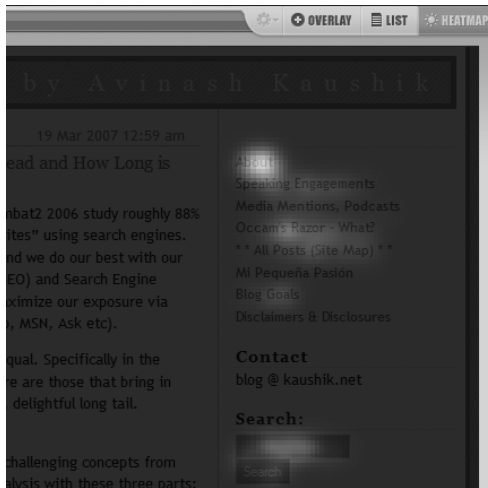 OVERLAY LIST HEATMAP
by Avinash Kaushik
19 Mar 2007 12:59 am
ead and How Long is
mbat2 2006 study roughly 88%
ites” using search engines.
nd we do our best with our
EO) and Search Engine
aximize our exposure via
o, MSN, Ask etc).
qual. Specifically in the
re are those that bring in
delightful long tail.
challenging concepts from
alysis with these three parts:
About
Speaking Engagements
Media Mentions, Podcasts
Occam's Razor - What?
* * All Posts (Site Map) * *
Mi Pequeña Pasión
Blog Goals
Disclaimers & Disclosures
Contact
blog @ kaushik.net
Search:
Search